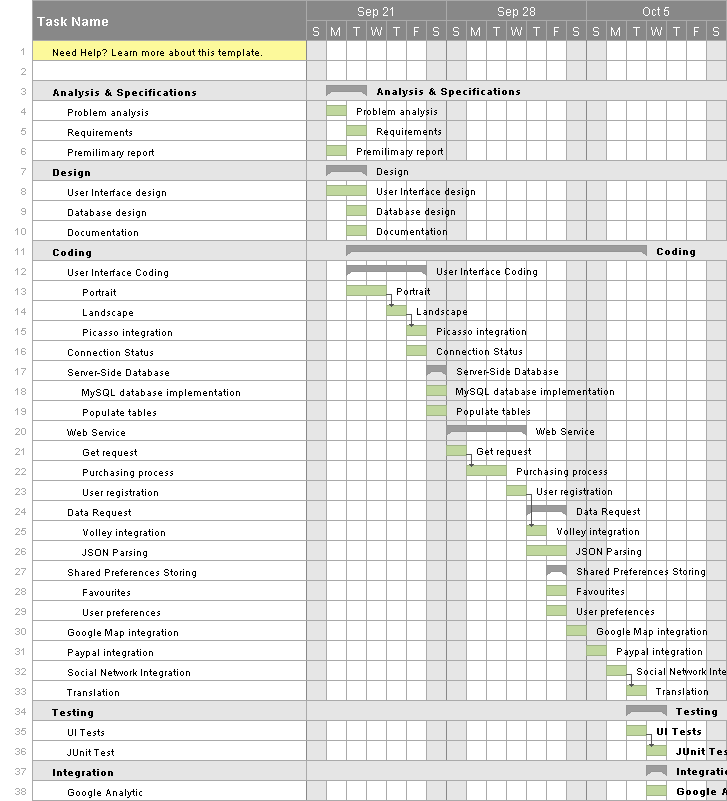 Task Name Sep 21 Sep 28 Oct 5
S M T W T F S S M T W T F S S M T W T F S
1 Need Help? Learn more about this template.
2
3 Analysis & Specifications Analysis & Specifications
4 Problem analysis Problem analysis
5 Requirements Requirements
6 Premilimary report Premilimary report
7 Design Design
8 User Interface design User Interface design
9 Database design Database design
10 Documentation Documentation
11 Coding Coding
12 User Interface Coding User Interface Coding
13 Portrait Portrait
14 Landscape Landscape
15 Picasso integration Picasso integration
16 Connection Status Connection Status
17 Server-Side Database Server-Side Database
18 MySQL database implementation MySQL database implementation
19 Populate tables Populate tables
20 Web Service Web Service
21 Get request Get request
22 Purchasing process Purchasing process
23 User registration User registration
24 Data Request Data Request
25 Volley integration Volley integration
26 JSON Parsing JSON Parsing
27 Shared Preferences Storing Shared Preferences Storing
28 Favourites Favourites
29 User preferences User preferences
30 Google Map integration Google Map integration
31 Paypal integration Paypal integration
32 Social Network Integration Social Network Inte
33 Translation Translation
34 Testing Testing
35 UI Tests UI Tests
36 JUnit Test JUnit Tes
37 Integration Integratio
38 Google Analytic Google A